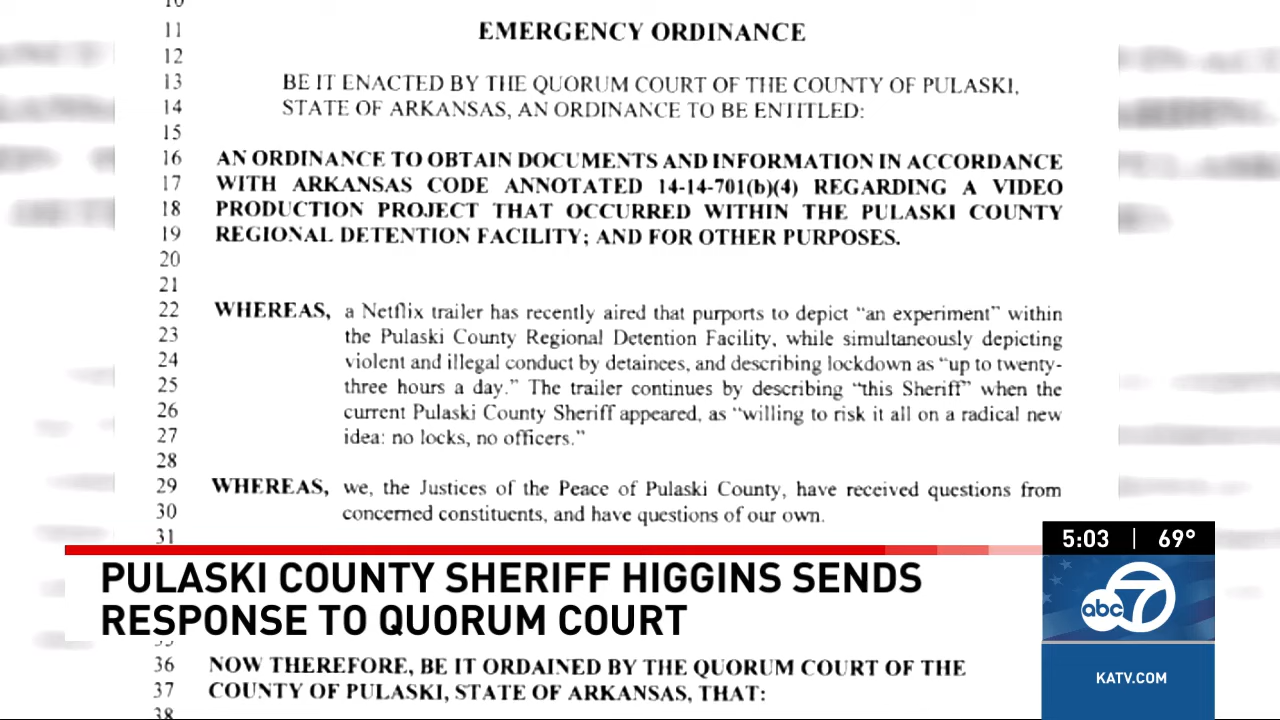 10
11 EMERGENCY ORDINANCE
12
13 BE IT ENACTED BY THE QUORUM COURT OF THE COUNTY OF PULASKI,
14 STATE OF ARKANSAS, AN ORDINANCE TO BE ENTITLED:
15
16 AN ORDINANCE TO OBTAIN DOCUMENTS AND INFORMATION IN ACCORDANCE
17 WITH ARKANSAS CODE ANNOTATED 14-14-701(b)(4) REGARDING A VIDEO
18 PRODUCTION PROJECT THAT OCCURRED WITHIN THE PULASKI COUNTY
19 REGIONAL DETENTION FACILITY; AND FOR OTHER PURPOSES.
20
21
22 WHEREAS, a Netflix trailer has recently aired that purports to depict “an experiment” within
23 the Pulaski County Regional Detention Facility, while simultaneously depicting
24 violent and illegal conduct by detainees, and describing lockdown as “up to twenty-
25 three hours a day.” The trailer continues by describing “this Sheriff” when the
26 current Pulaski County Sheriff appeared, as “willing to risk it all on a radical new
27 idea: no locks, no officers.”
28
29 WHEREAS, we, the Justices of the Peace of Pulaski County, have received questions from
30 concerned constituents, and have questions of our own.
31
PULASKI COUNTY SHERIFF HIGGINS SENDS
RESPONSE TO QUORUM COURT
36 NOW THEREFORE, BE IT ORDAINED BY THE QUORUM COURT OF THE
37 COUNTY OF PULASKI, STATE OF ARKANSAS, THAT:
38
5:03 | 69°
abc 7
KATV.COM